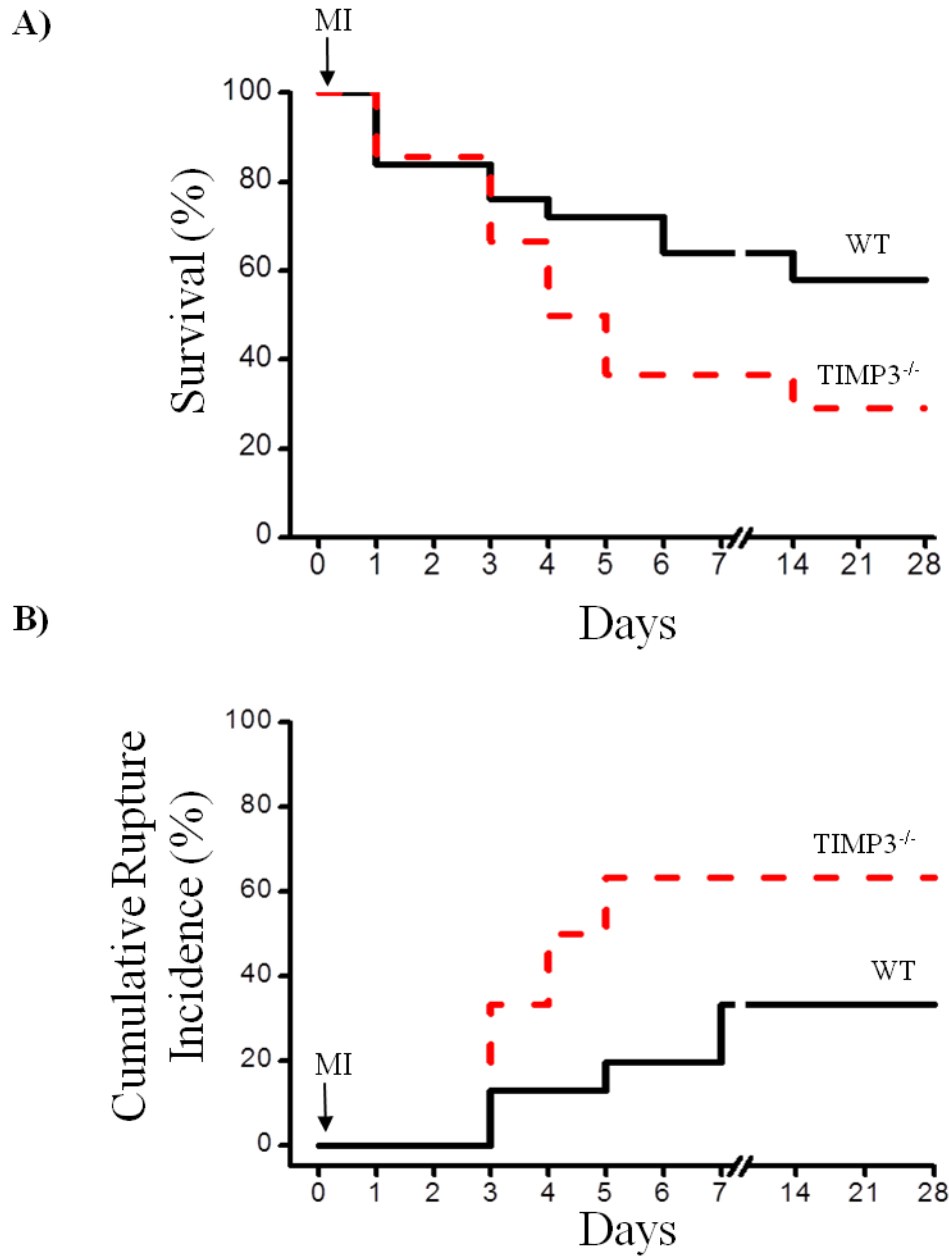 A)
MI
100
80
60
40
20
0
Survival (%)
WT
TIMP3-/-
0 1 2 3 4 5 6 7 14 21 28
Days
B)
100
80
60
40
20
0
Cumulative Rupture
Incidence (%)
TIMP3-/-
WT
MI
0 1 2 3 4 5 6 7 14 21 28
Days